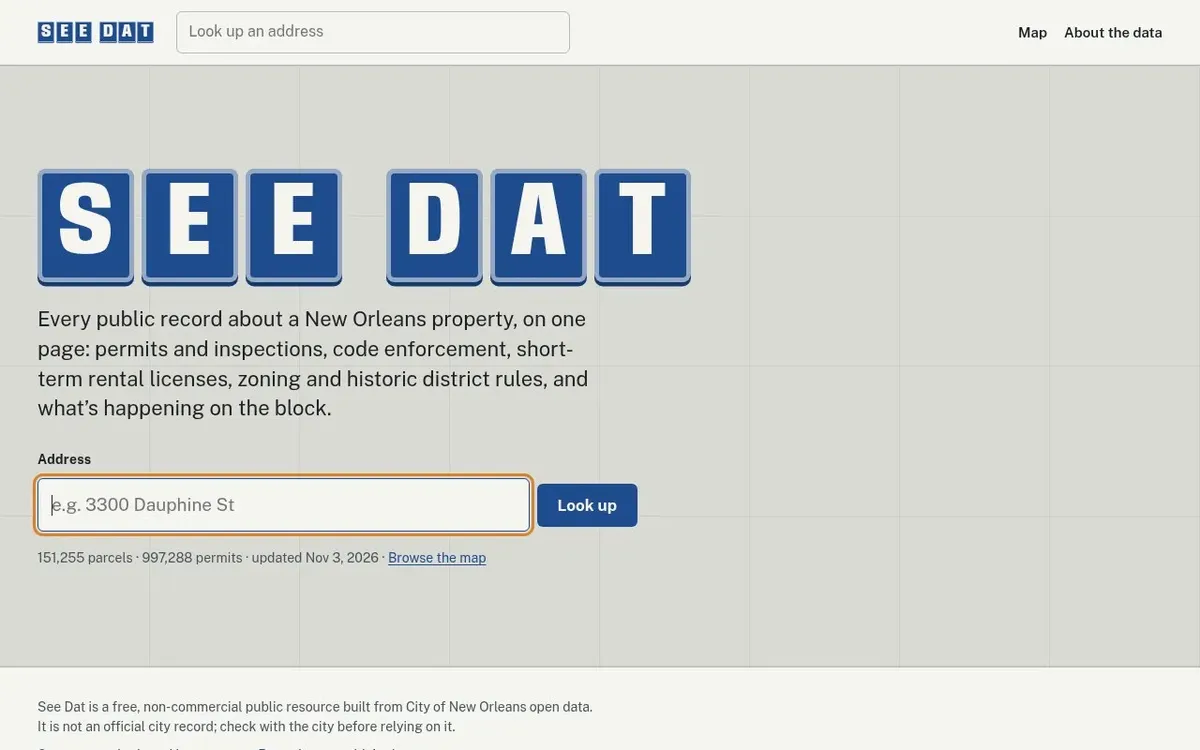 SEE DAT
Look up an address
Map
About the data
SEE DAT
Every public record about a New Orleans property, on one
page: permits and inspections, code enforcement, short-
term rental licenses, zoning and historic district rules, and
what's happening on the block.
Address
e.g. 3300 Dauphine St
Look up
151,255 parcels · 997,288 permits · updated Nov 3, 2026 · Browse the map
See Dat is a free, non-commercial public resource built from City of New Orleans open data.
It is not an official city record; check with the city before relying on it.